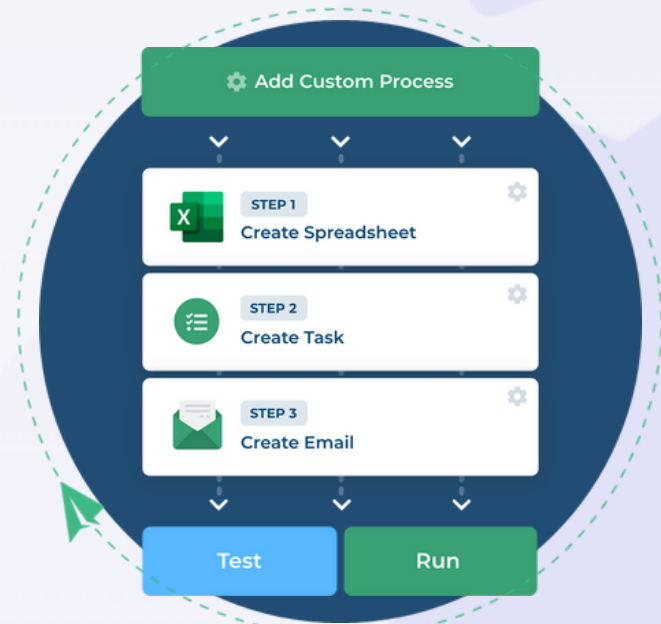 Add Custom Process
X
STEP 1
Create Spreadsheet
STEP 2
Create Task
STEP 3
Create Email
Test
Run